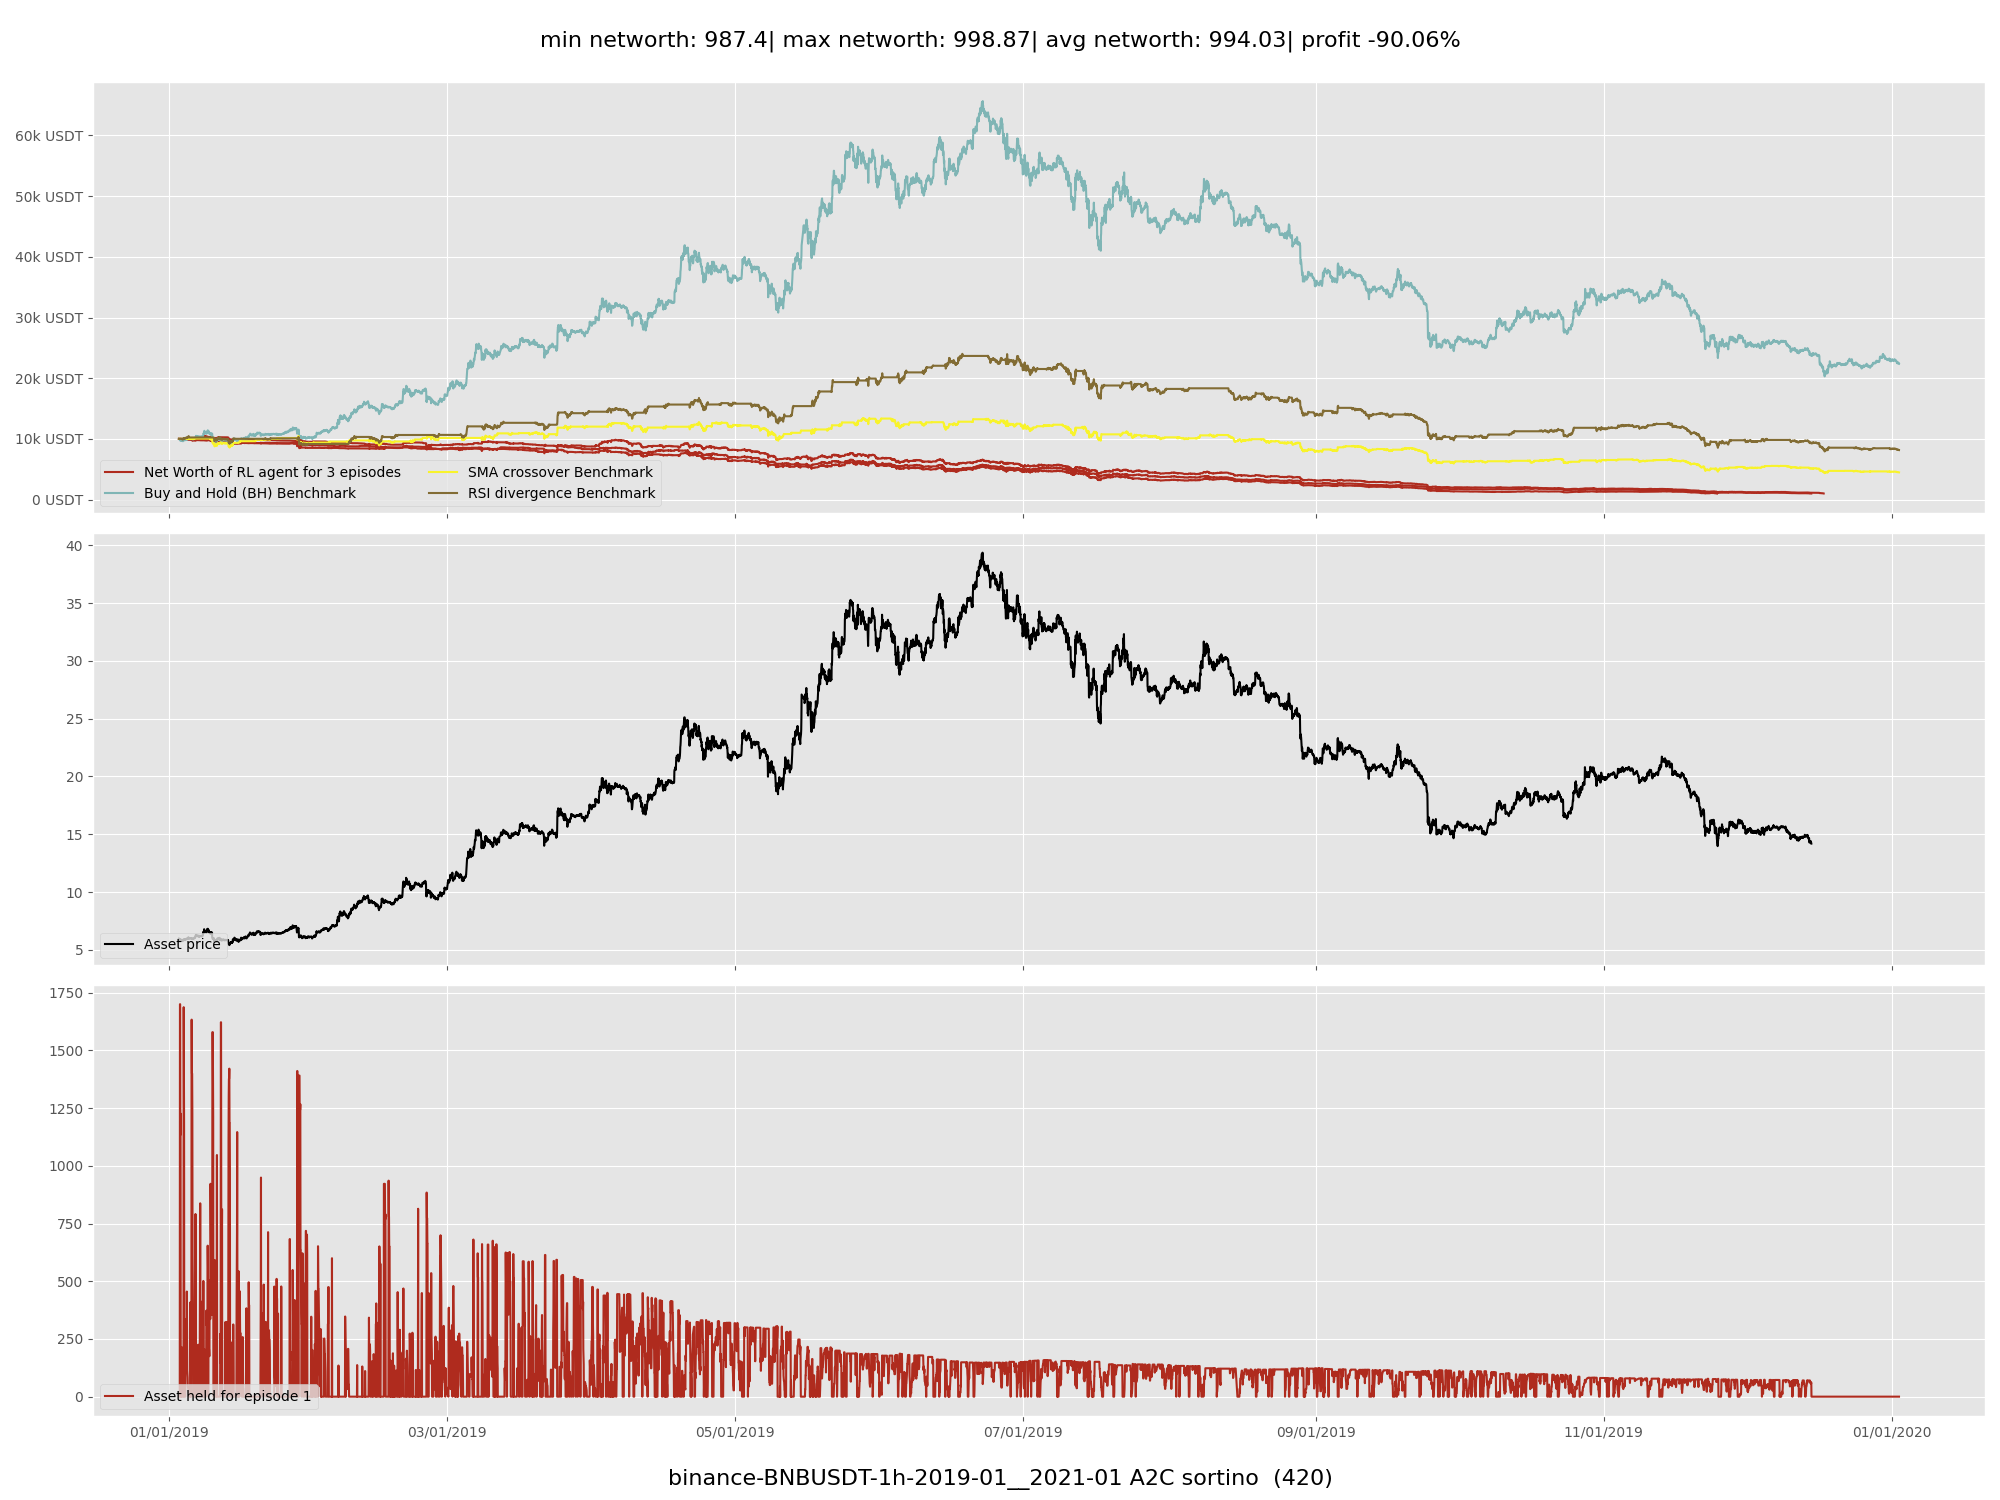 min networth: 987.4| max networth: 998.87| avg networth: 994.03| profit -90.06%
60k USDT
50k USDT
40k USDT
30k USDT
20k USDT
10k USDT
0 USDT
Net Worth of RL agent for 3 episodes
Buy and Hold (BH) Benchmark
SMA crossover Benchmark
RSI divergence Benchmark
40
35
30
25
20
15
10
5
Asset price
1750
1500
1250
1000
750
500
250
0
Asset held for episode 1
01/01/2019
03/01/2019
05/01/2019
07/01/2019
09/01/2019
11/01/2019
01/01/2020
binance-BNBUSDT-1h-2019-01__2021-01 A2C sortino  (420)